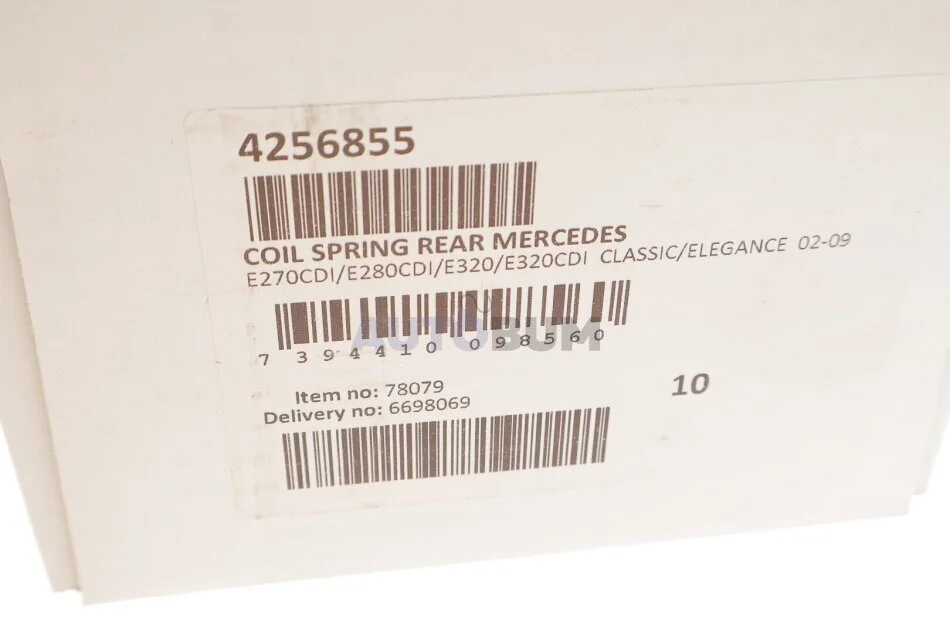 4256855
COIL SPRING REAR MERCEDES
E270CDI/E280CDI/E320/E320CDI CLASSIC/ELEGANCE 02-09
AUTOBUM
7 394410 098560
Item no: 78079
10
Delivery no: 6698069